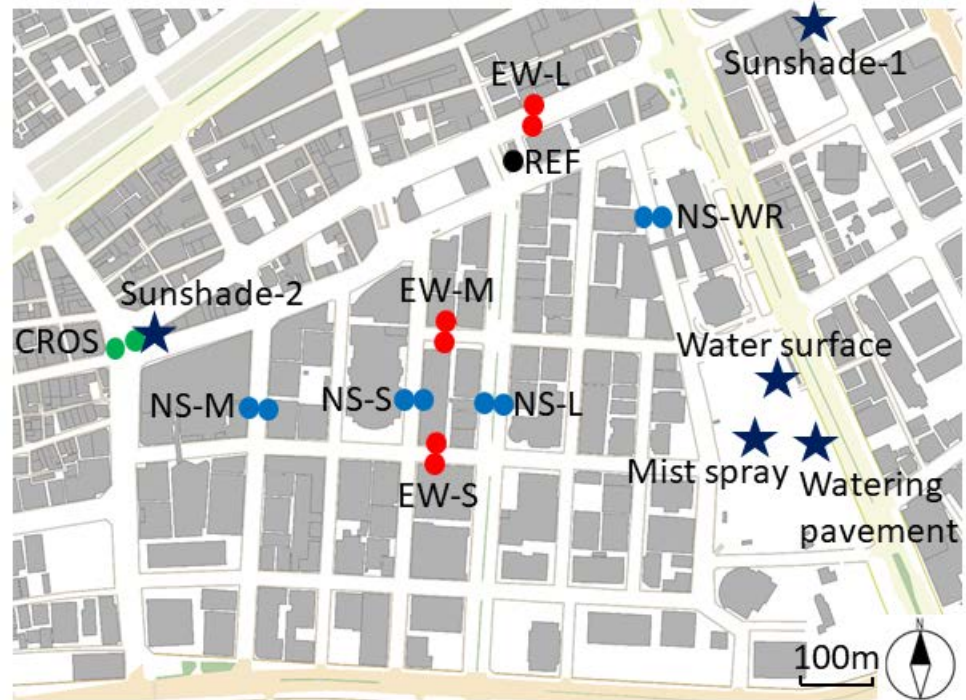 Sunshade-1
EW-L
REF
NS-WR
Sunshade-2
EW-M
CROS
Water surface
NS-M
NS-S
NS-L
Mist spray
Watering
pavement
EW-S
N
100m